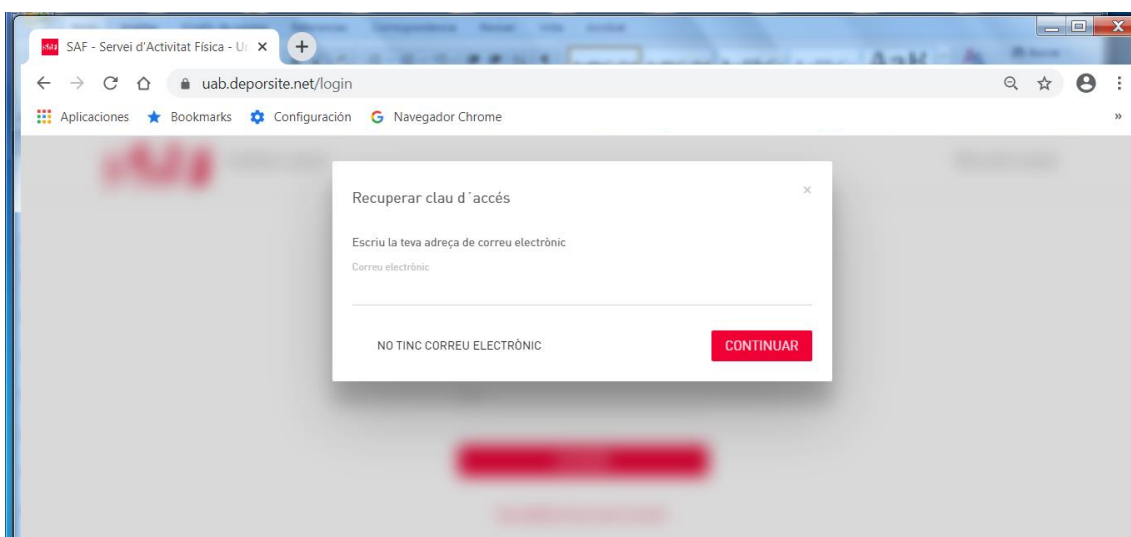 SAF - Servei d'Activitat Física - Un
uab.deporsite.net/login
Aplicaciones Bookmarks Configuración Navegador Chrome »
Recuperar clau d´accés ×
Escriu la teva adreça de correu electrònic
Correu electrònic
NO TINC CORREU ELECTRÒNIC CONTINUAR